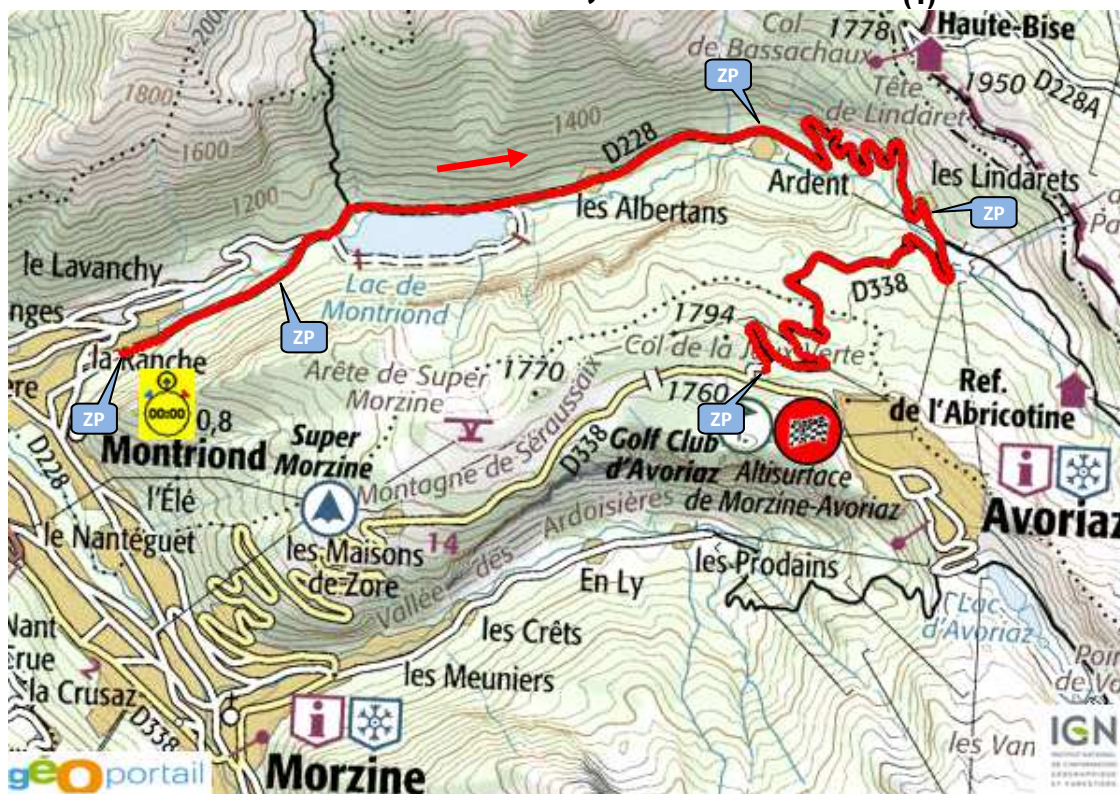 Col
de Bassachaux
1778
Haute-Bise
ZP
Tête
de Lindaret
1950
D228A
1800
1600
1400
1200
D228
Ardent
les Lindarets
ZP
les Albertans
le Lavanchy
Lac de
Montriond
ZP
D338
1794
Col de la Joux Verte
la Ranche
Arête de Super
Morzine
1770
1760
ZP
00:00
0,8
ZP
Ref.
de l'Abricotine
Montriond
Super
Morzine
Montagne de Séraussaix
D338
Golf Club
d'Avoriaz
Altisurface
de Morzine-Avoriaz
Avoriaz
D228
l'Élé
le Nantéguet
les Maisons
de Zore
14
Vallée des
Ardoisières
les Prodains
En Ly
Lac
d'Avoriaz
les Crêts
les Meuniers
Nant
la Crusaz
2
D338
Morzine
les Van
géoportail
IGN